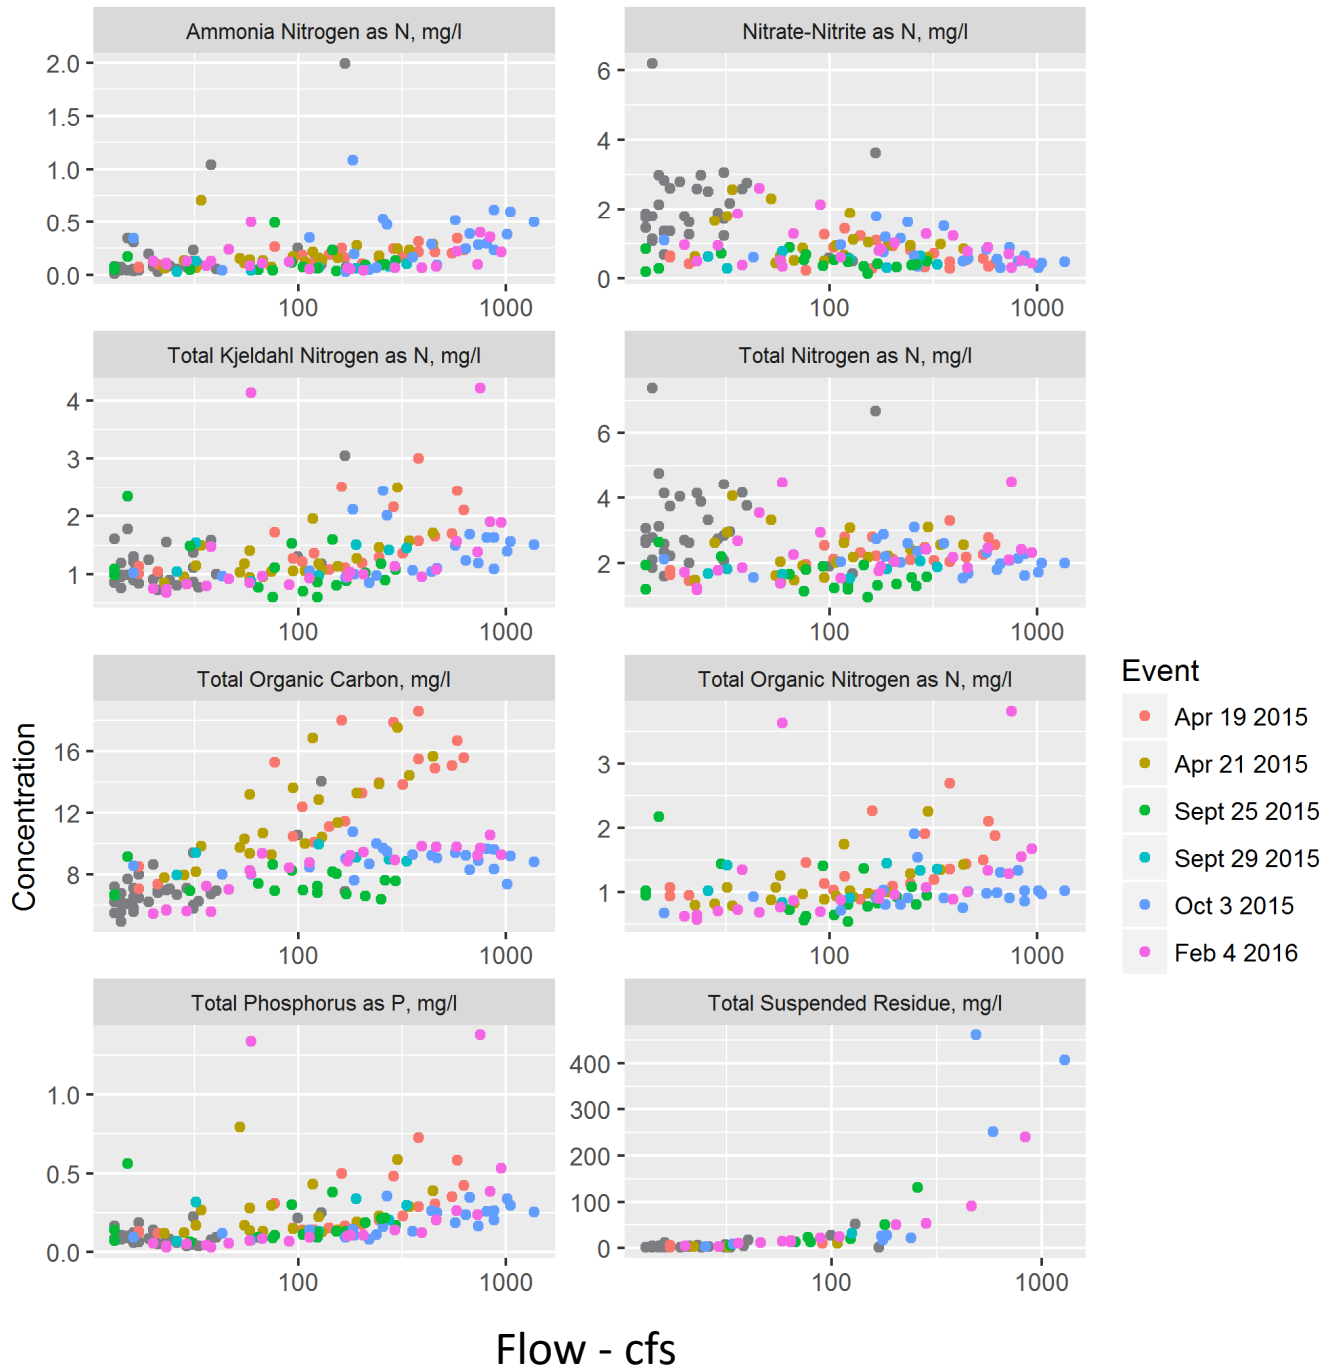 Ammonia Nitrogen as N, mg/l
Nitrate-Nitrite as N, mg/l
2.0
1.5
1.0
0.5
0.0
6
4
2
0
100
1000
100
1000
Total Kjeldahl Nitrogen as N, mg/l
Total Nitrogen as N, mg/l
4
3
2
1
6
4
2
100
1000
100
1000
Total Organic Carbon, mg/l
Total Organic Nitrogen as N, mg/l
16
12
8
3
2
1
100
1000
100
1000
Total Phosphorus as P, mg/l
Total Suspended Residue, mg/l
1.0
0.5
0.0
400
300
200
100
0
100
1000
100
1000
Concentration
Flow - cfs
Event
Apr 19 2015
Apr 21 2015
Sept 25 2015
Sept 29 2015
Oct 3 2015
Feb 4 2016